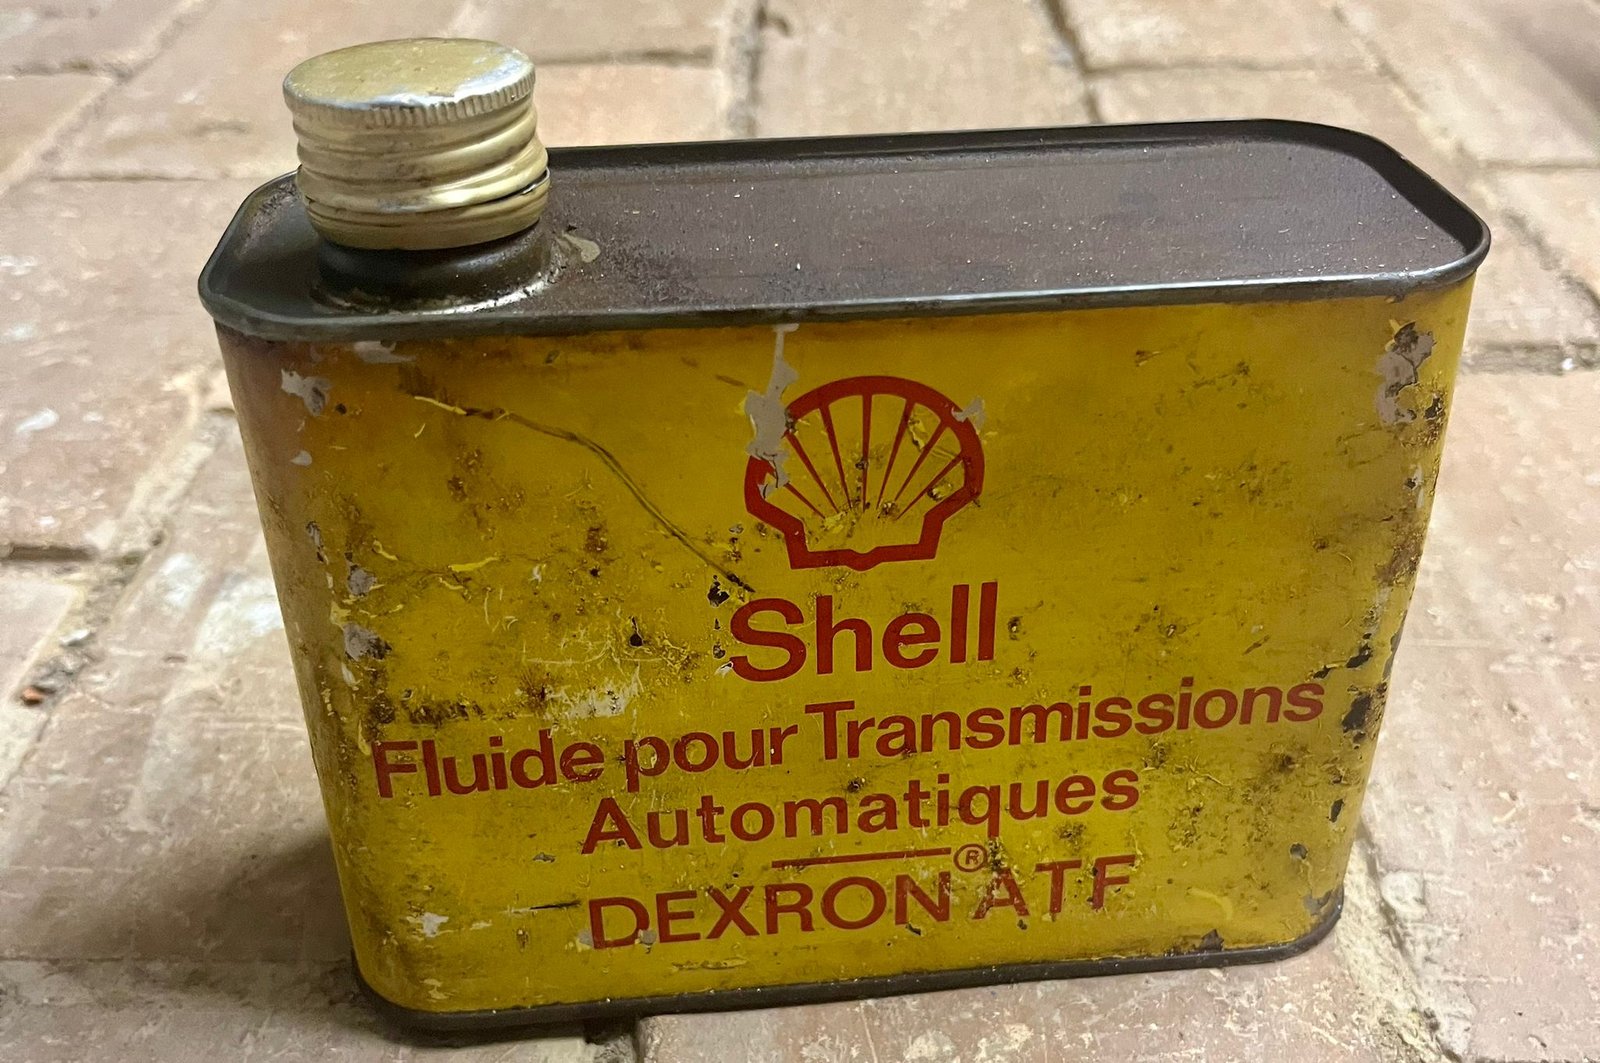 Shell
Fluide pour Transmissions
Automatiques
DEXRON® ATF